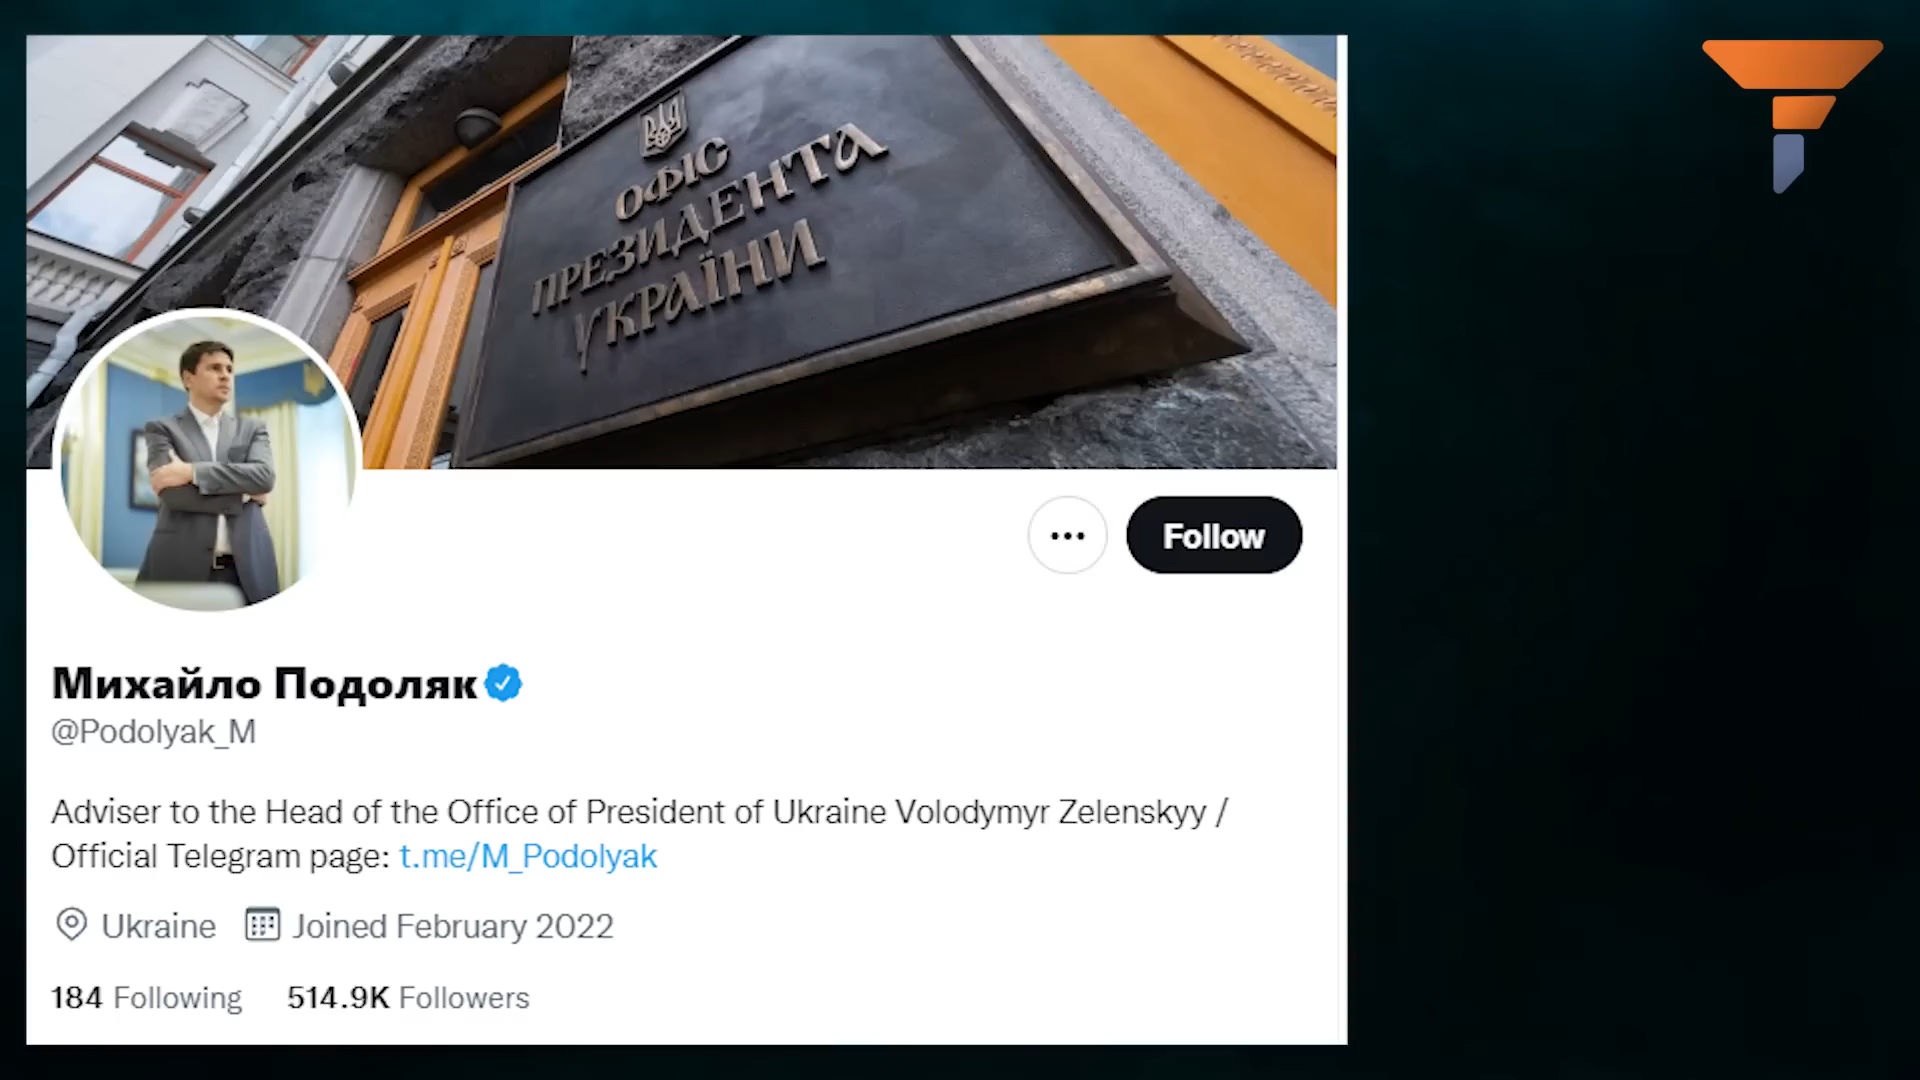 ОФІС
ПРЕЗИДЕНТА
УКРАЇНИ
Follow
Михайло Подоляк
@Podolyak_M
Adviser to the Head of the Office of President of Ukraine Volodymyr Zelenskyy /
Official Telegram page: t.me/M_Podolyak
Ukraine Joined February 2022
184 Following 514.9K Followers